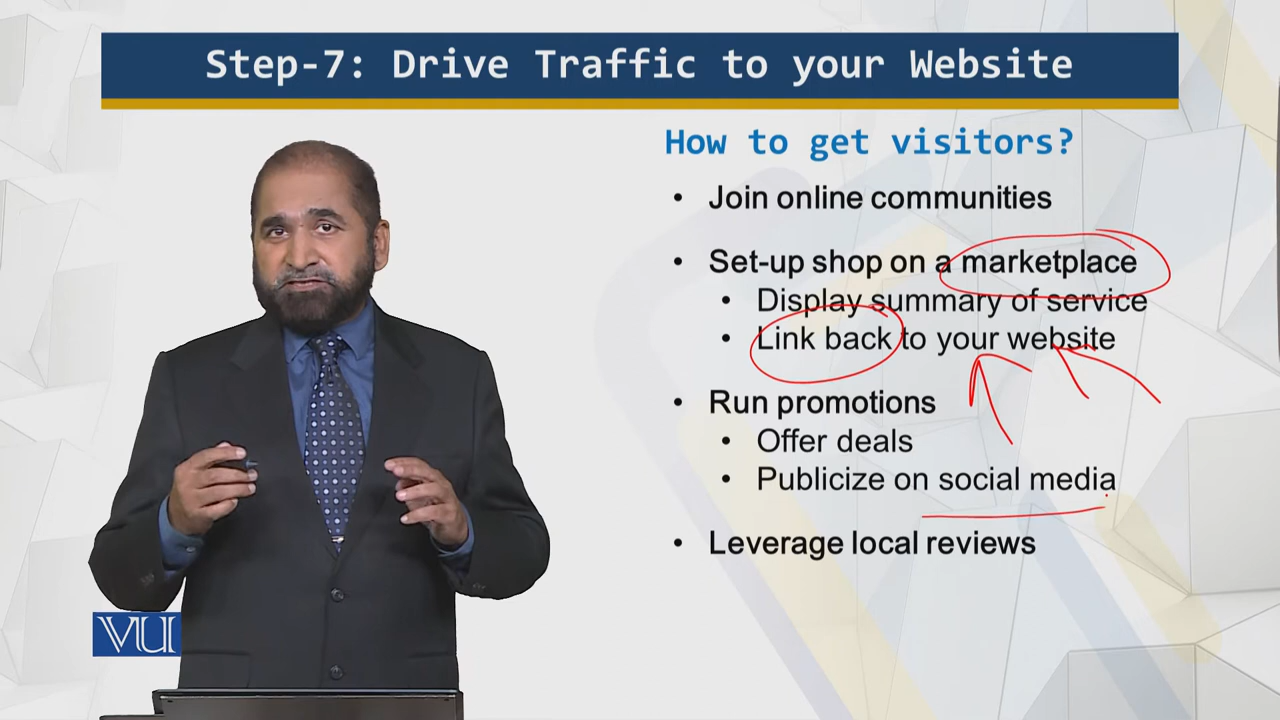 Step-7: Drive Traffic to your Website
How to get visitors?
• Join online communities
• Set-up shop on a marketplace
• Display summary of service
• Link back to your website
• Run promotions
• Offer deals
• Publicize on social media
• Leverage local reviews
VU